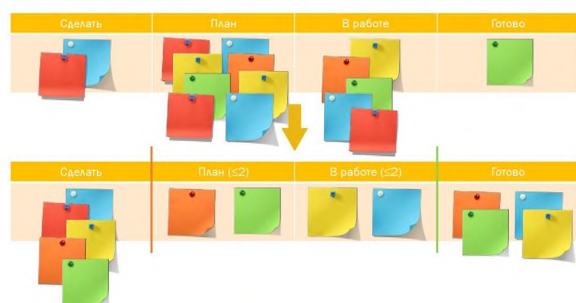 Сделать
План
В работе
Готово
Сделать
План (≤2)
В работе (≤2)
Готово